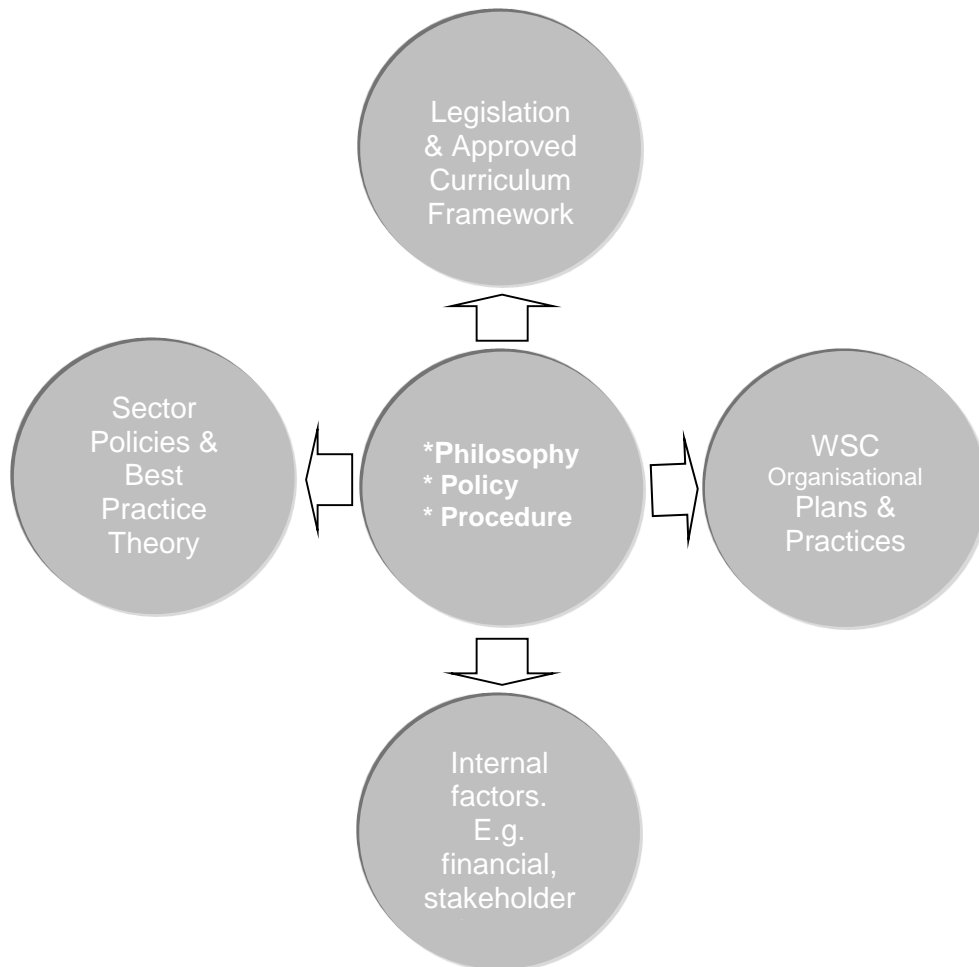 Legislation
& Approved
Curriculum
Framework
Sector
Policies &
Best
Practice
Theory
*Philosophy
* Policy
* Procedure
WSC
Organisational
Plans &
Practices
Internal
factors.
E.g.
financial,
stakeholder